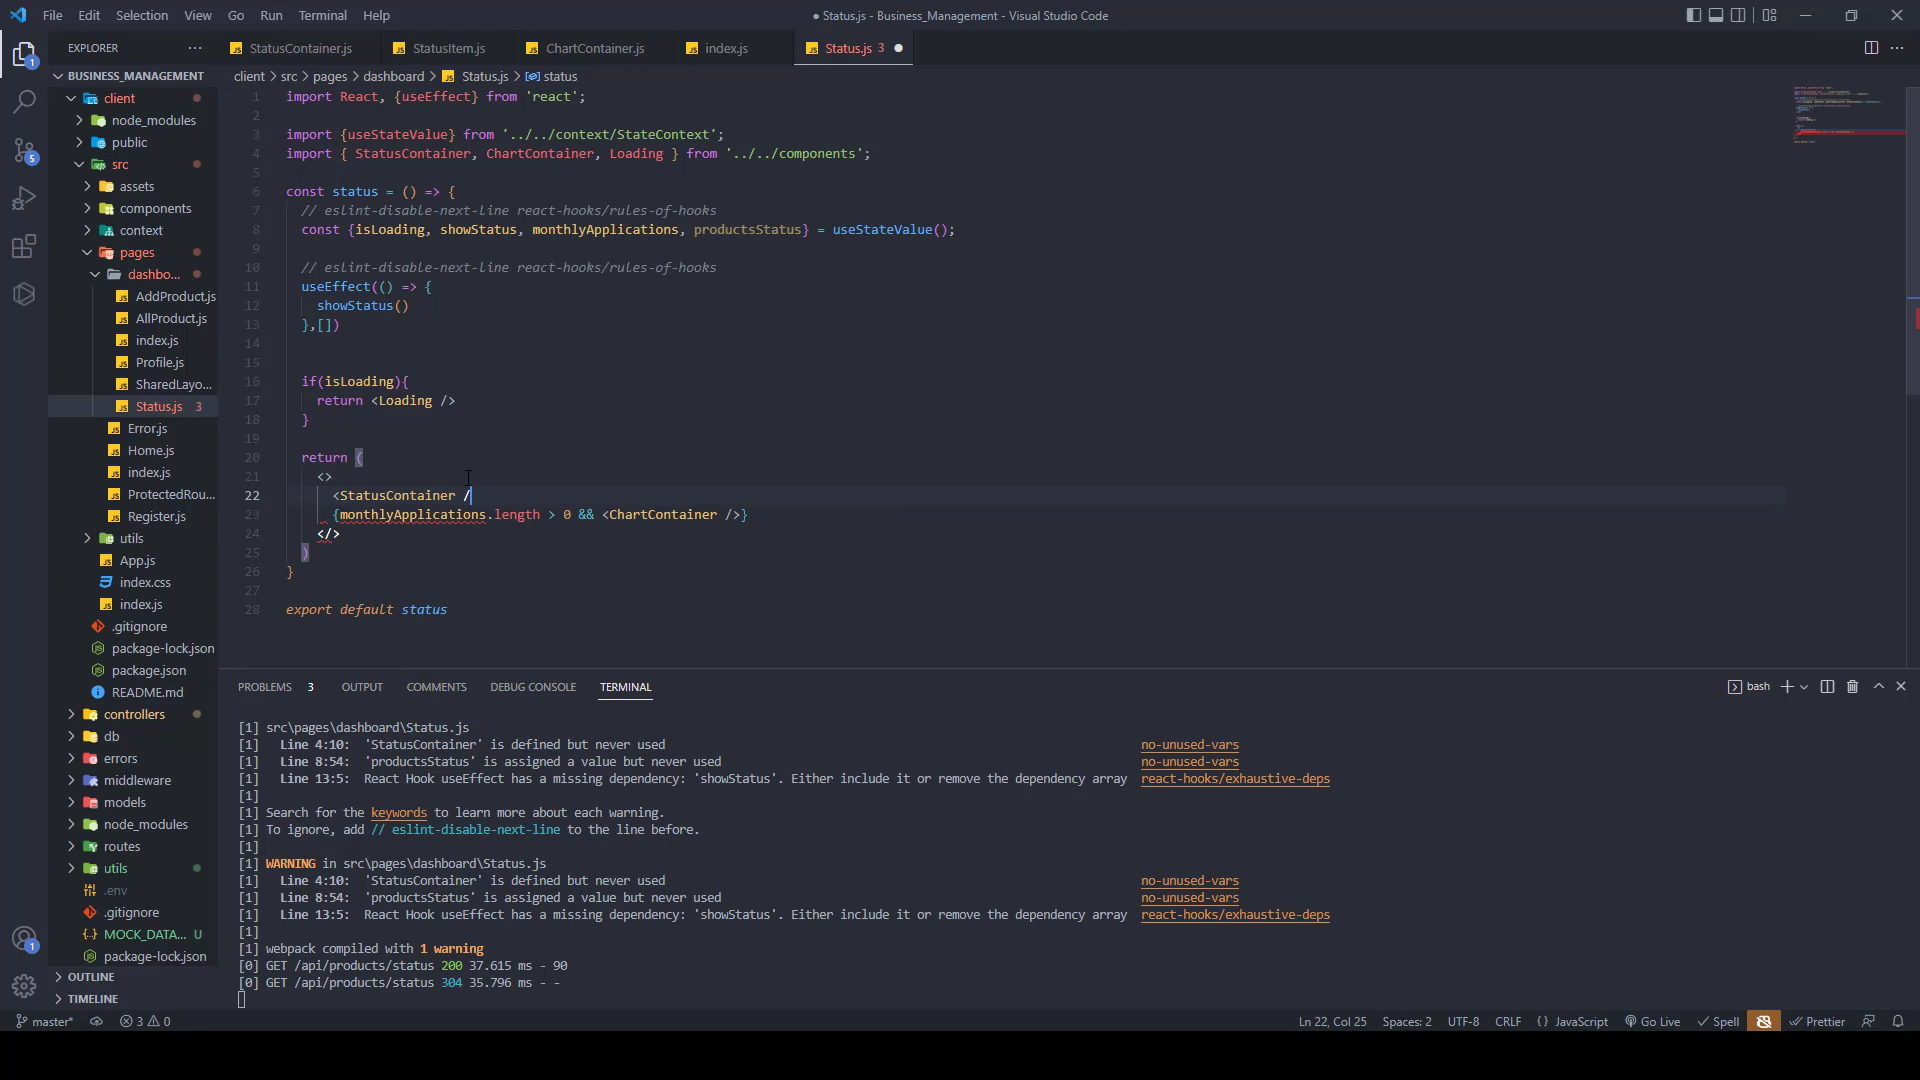 File Edit Selection View Go Run Terminal Help
● Status.js - Business_Management - Visual Studio Code
EXPLORER ···
StatusContainer.js StatusItem.js ChartContainer.js index.js Status.js 3
BUSINESS_MANAGEMENT
client > src > pages > dashboard > Status.js > status
client
node_modules
public
src
assets
components
context
pages
dashbo...
AddProduct.js
AllProduct.js
index.js
Profile.js
SharedLayo...
Status.js 3
Error.js
Home.js
index.js
ProtectedRou...
Register.js
utils
App.js
index.css
index.js
.gitignore
package-lock.json
package.json
README.md
controllers
db
errors
middleware
models
node_modules
routes
utils
.env
.gitignore
MOCK_DATA... U
package-lock.json
OUTLINE
TIMELINE
1 import React, {useEffect} from 'react';
2
3 import {useStateValue} from '../../context/StateContext';
4 import { StatusContainer, ChartContainer, Loading } from '../../components';
5
6 const status = () => {
7 // eslint-disable-next-line react-hooks/rules-of-hooks
8 const {isLoading, showStatus, monthlyApplications, productsStatus} = useStateValue();
9
10 // eslint-disable-next-line react-hooks/rules-of-hooks
11 useEffect(() => {
12 showStatus()
13 },[])
14
15
16 if(isLoading){
17 return <Loading />
18 }
19
20 return (
21 <>
22 <StatusContainer /
23 {monthlyApplications.length > 0 && <ChartContainer />}
24 </>
25 )
26 }
27
28 export default status
PROBLEMS 3 OUTPUT COMMENTS DEBUG CONSOLE TERMINAL
bash
[1] src\pages\dashboard\Status.js
[1] Line 4:10: 'StatusContainer' is defined but never used no-unused-vars
[1] Line 8:54: 'productsStatus' is assigned a value but never used no-unused-vars
[1] Line 13:5: React Hook useEffect has a missing dependency: 'showStatus'. Either include it or remove the dependency array react-hooks/exhaustive-deps
[1]
[1] Search for the keywords to learn more about each warning.
[1] To ignore, add // eslint-disable-next-line to the line before.
[1]
[1] WARNING in src\pages\dashboard\Status.js
[1] Line 4:10: 'StatusContainer' is defined but never used no-unused-vars
[1] Line 8:54: 'productsStatus' is assigned a value but never used no-unused-vars
[1] Line 13:5: React Hook useEffect has a missing dependency: 'showStatus'. Either include it or remove the dependency array react-hooks/exhaustive-deps
[1]
[1] webpack compiled with 1 warning
[0] GET /api/products/status 200 37.615 ms - 90
[0] GET /api/products/status 304 35.796 ms - -
1
5
1
master* 3 0 Ln 22, Col 25 Spaces: 2 UTF-8 CRLF {} JavaScript Go Live Spell Prettier